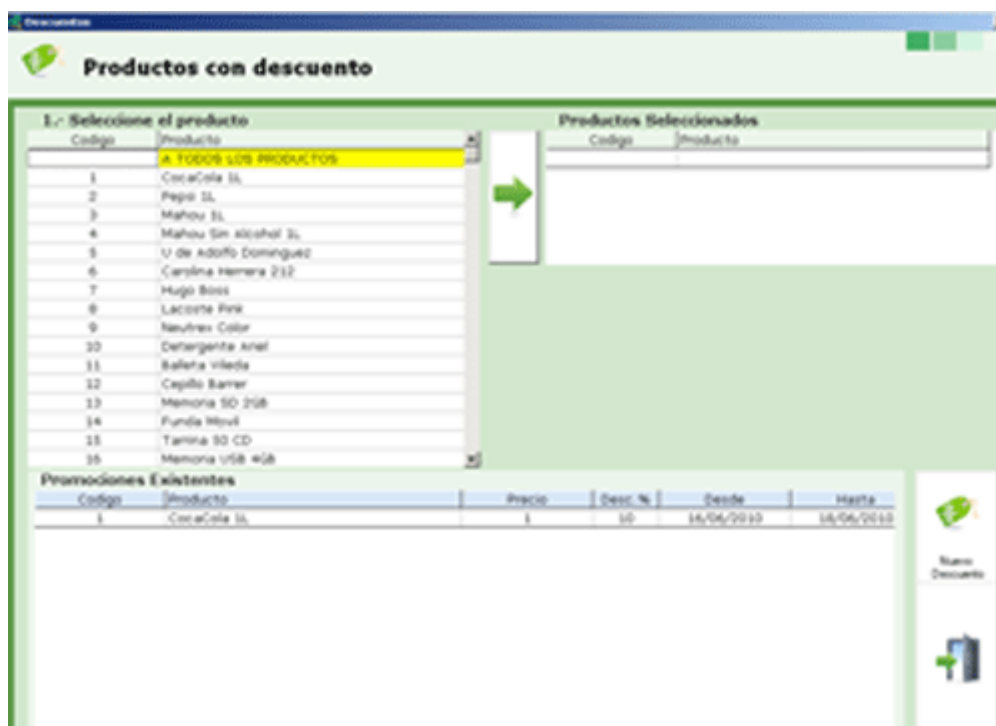 Descuentos
Productos con descuento
1.- Seleccione el producto
Codigo Producto
A TODOS LOS PRODUCTOS
1 CocaCola 1L
2 Pepsi 1L
3 Mahou 1L
4 Mahou Sin Alcohol 1L
5 U de Adolfo Dominguez
6 Carolina Herrera 212
7 Hugo Boss
8 Lacoste Pink
9 Neutrex Color
10 Detergente Ariel
11 Balleta Vileda
12 Cepillo Barrer
13 Memoria SD 2GB
14 Funda Movil
15 Tarrina 50 CD
16 Memoria USB 4GB
Productos Seleccionados
Codigo Producto
Promociones Existentes
Codigo Producto Precio Desc. % Desde Hasta
1 CocaCola 1L 1 10 16/06/2010 18/06/2010
Nuevo
Descuento